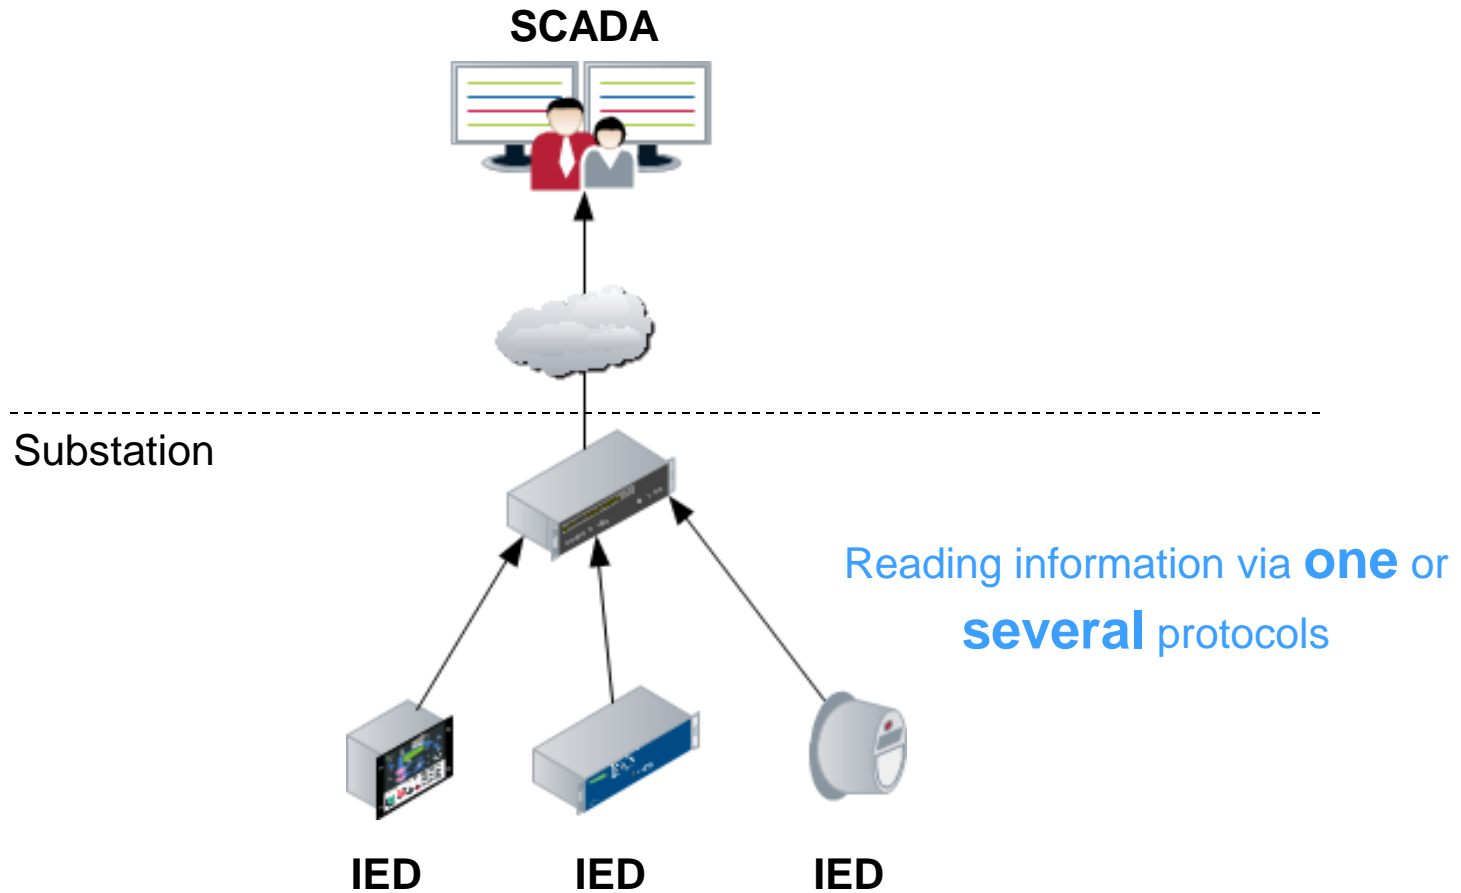 SCADA
Substation
Reading information via one or
several protocols
IED IED IED